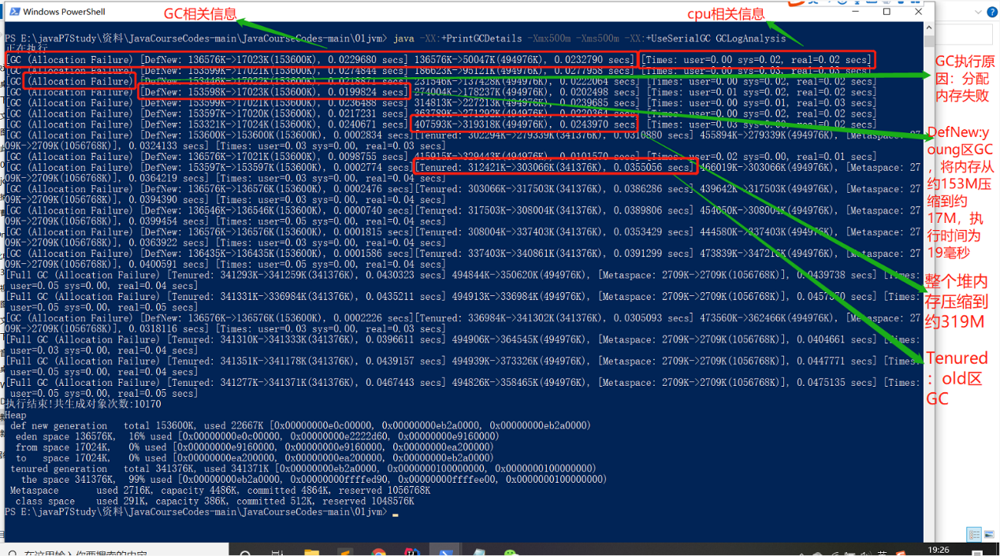 Windows PowerShell
GC相关信息
cpu相关信息
PS E:\javaP7Study\资料\JavaCourseCodes-main\JavaCourseCodes-main\01jvm> java -XX:+PrintGCDetails -Xmx500m -Xms500m -XX:+UseSerialGC GCLogAnalysis
正在执行
[GC (Allocation Failure) [DefNew: 136576K->17023K(153600K), 0.0229680 secs] 136576K->50047K(494976K), 0.0232790 secs] [Times: user=0.00 sys=0.02, real=0.02 secs]
[GC (Allocation Failure) [DefNew: 153599K->17021K(153600K), 0.0274844 secs] 186623K->95121K(494976K), 0.0277958 secs]
[GC (Allocation Failure) [DefNew: 153446K->17022K(153600K), 0.0218871 secs] 231546K->137428K(494976K), 0.0222064 secs] [Times: user=0.00 sys=0.02, real=0.02 secs]
[GC (Allocation Failure) [DefNew: 153598K->17023K(153600K), 0.0199824 secs] 274004K->178237K(494976K), 0.0202498 secs] [Times: user=0.01 sys=0.02, real=0.02 secs]
[GC (Allocation Failure) [DefNew: 153599K->17021K(153600K), 0.0236488 secs] 314813K->227213K(494976K), 0.0239685 secs] [Times: user=0.00 sys=0.01, real=0.03 secs]
[GC (Allocation Failure) [DefNew: 153597K->17020K(153600K), 0.0217231 secs] 363789K->271292K(494976K), 0.0220364 secs] [Times: user=0.00 sys=0.02, real=0.02 secs]
[GC (Allocation Failure) [DefNew: 153321K->17024K(153600K), 0.0240671 secs] 407593K->319318K(494976K), 0.0243970 secs] [Times: user=0.03 sys=0.00, real=0.02 secs]
[GC (Allocation Failure) [DefNew: 153600K->153600K(153600K), 0.0002834 secs][Tenured: 302294K->279339K(341376K), 0.0310880 secs] 455894K->279339K(494976K), [Metaspace: 27
09K->2709K(1056768K)], 0.0324133 secs] [Times: user=0.03 sys=0.00, real=0.03 secs]
[GC (Allocation Failure) [DefNew: 136576K->17021K(153600K), 0.0098755 secs] 415915K->329443K(494976K), 0.0101570 secs] [Times: user=0.02 sys=0.00, real=0.01 secs]
[GC (Allocation Failure) [DefNew: 153597K->153597K(153600K), 0.0002774 secs][Tenured: 312421K->303066K(341376K), 0.0355056 secs] 466019K->303066K(494976K), [Metaspace: 27
09K->2709K(1056768K)], 0.0364219 secs] [Times: user=0.03 sys=0.00, real=0.04 secs]
[GC (Allocation Failure) [DefNew: 136576K->136576K(153600K), 0.0002476 secs][Tenured: 303066K->317503K(341376K), 0.0386286 secs] 439642K->317503K(494976K), [Metaspace: 27
09K->2709K(1056768K)], 0.0394390 secs] [Times: user=0.03 sys=0.00, real=0.04 secs]
[GC (Allocation Failure) [DefNew: 136546K->136546K(153600K), 0.0000740 secs][Tenured: 317503K->308004K(341376K), 0.0389806 secs] 454050K->308004K(494976K), [Metaspace: 27
09K->2709K(1056768K)], 0.0399454 secs] [Times: user=0.05 sys=0.00, real=0.04 secs]
[GC (Allocation Failure) [DefNew: 136576K->136576K(153600K), 0.0001815 secs][Tenured: 308004K->337403K(341376K), 0.0353429 secs] 444580K->337403K(494976K), [Metaspace: 27
09K->2709K(1056768K)], 0.0363922 secs] [Times: user=0.03 sys=0.00, real=0.04 secs]
[GC (Allocation Failure) [DefNew: 136435K->136435K(153600K), 0.0001586 secs][Tenured: 337403K->340861K(341376K), 0.0391299 secs] 473839K->347216K(494976K), [Metaspace: 27
09K->2709K(1056768K)], 0.0400591 secs] [Times: user=0.05 sys=0.00, real=0.04 secs]
[Full GC (Allocation Failure) [Tenured: 341293K->341259K(341376K), 0.0430323 secs] 494844K->350620K(494976K), [Metaspace: 2709K->2709K(1056768K)], 0.0439738 secs] [Times:
user=0.05 sys=0.00, real=0.04 secs]
[Full GC (Allocation Failure) [Tenured: 341331K->336984K(341376K), 0.0443521 secs] 494913K->336984K(494976K), [Metaspace: 2709K->2709K(1056768K)], secs] [Times:
user=0.05 sys=0.00, real=0.05 secs]
[GC (Allocation Failure) [DefNew: 136576K->136576K(153600K), 0.0002225 secs][Tenured: 336984K->341302K(341376K), 0.0305093 secs] 473560K->362466K(494976K), [Metaspace: 27
09K->2709K(1056768K)], 0.0318116 secs] [Times: user=0.03 sys=0.00, real=0.03 secs]
[Full GC (Allocation Failure) [Tenured: 341310K->341333K(341376K), 0.0396611 secs] 494906K->364545K(494976K), [Metaspace: 2709K->2709K(1056768K)], 0.0404661 secs] [Times:
user=0.03 sys=0.00, real=0.04 secs]
[Full GC (Allocation Failure) [Tenured: 341351K->341178K(341376K), 0.0439157 secs] 494939K->373326K(494976K), [Metaspace: 2709K->2709K(1056768K)], 0.0447771 secs] [Times:
user=0.05 sys=0.00, real=0.04 secs]
[Full GC (Allocation Failure) [Tenured: 341277K->341371K(341376K), 0.0467443 secs] 494826K->358465K(494976K), [Metaspace: 2709K->2709K(1056768K)], 0.0475135 secs] [Times:
user=0.05 sys=0.00, real=0.05 secs]
执行结束!共生成对象次数:10170
Heap
def new generation total 153600K, used 22667K [0x00000000e0c00000, 0x00000000eb2a0000, 0x00000000eb2a0000)
eden space 136576K, 16% used [0x00000000e0c00000, 0x00000000e2222d60, 0x00000000e9160000)
from space 17024K, 0% used [0x00000000e9160000, 0x00000000e9160000, 0x00000000ea200000)
to space 17024K, 0% used [0x00000000ea200000, 0x00000000ea200000, 0x00000000eb2a0000)
tenured generation total 341376K, used 341371K [0x00000000eb2a0000, 0x0000000100000000, 0x0000000100000000)
the space 341376K, 99% used [0x00000000eb2a0000, 0x00000000ffffed90, 0x00000000ffffee00, 0x0000000100000000)
Metaspace used 2716K, capacity 4486K, committed 4864K, reserved 1056768K
class space used 291K, capacity 386K, committed 512K, reserved 1048576K
PS E:\javaP7Study\资料\JavaCourseCodes-main\JavaCourseCodes-main\01jvm>
GC执行原
因：分配
内存失败
DefNew:y
oung区GC
，将内存从
约153M压
缩到约
17M，执
行时间为
19毫秒
整个堆内
存压缩到
约319M
Tenured
：old区
GC
在这里输入你要搜索的内容
英
19:26